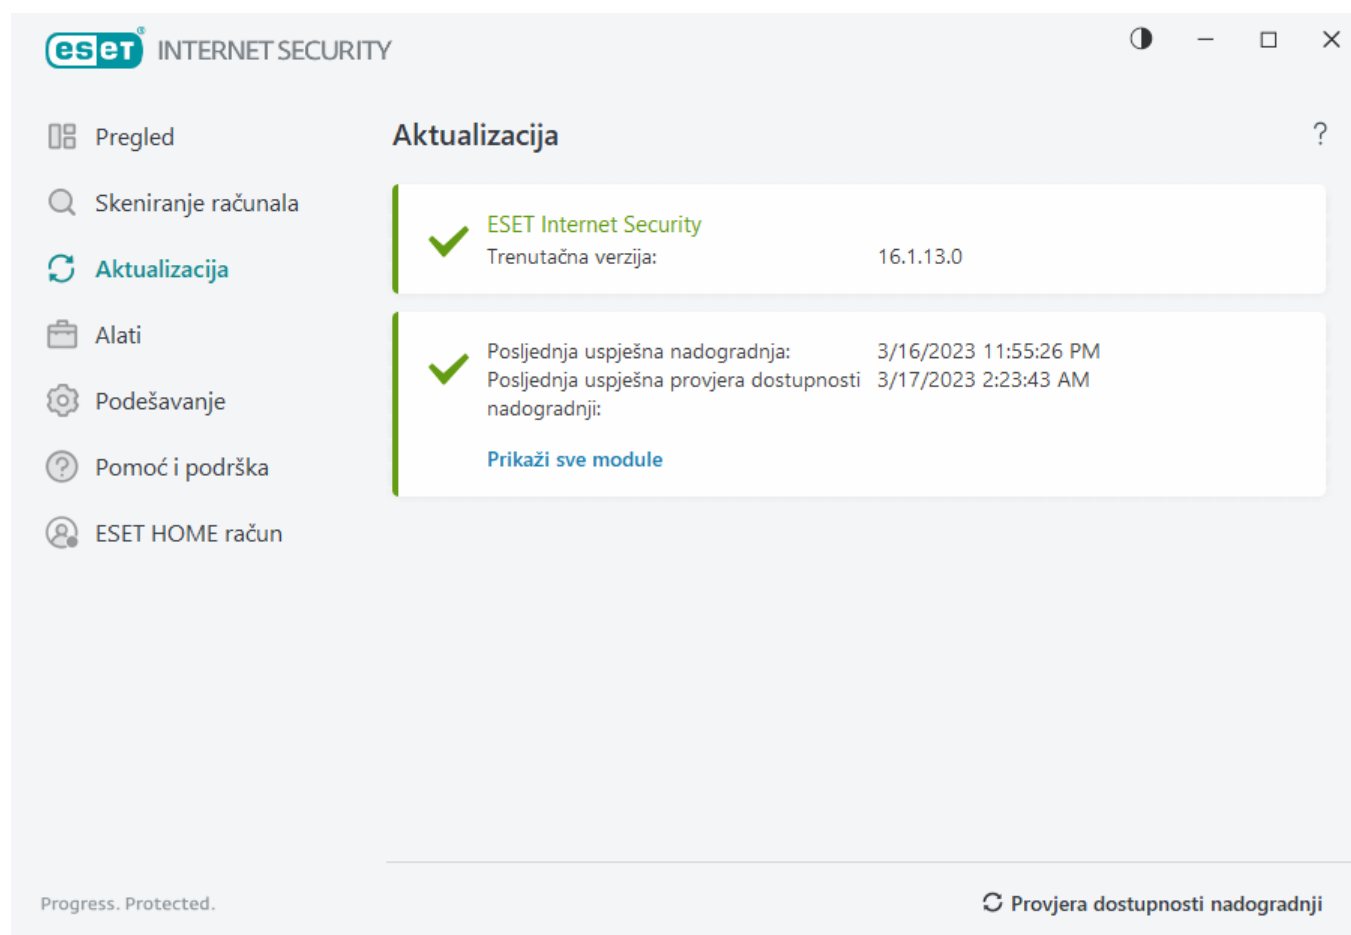 eset® INTERNET SECURITY
Pregled
Skeniranje računala
Aktualizacija
Alati
Podešavanje
Pomoć i podrška
ESET HOME račun
Aktualizacija
?
ESET Internet Security
Trenutačna verzija: 16.1.13.0
Posljednja uspješna nadogradnja: 3/16/2023 11:55:26 PM
Posljednja uspješna provjera dostupnosti 3/17/2023 2:23:43 AM
nadogradnji:
Prikaži sve module
Progress. Protected.
Provjera dostupnosti nadogradnji